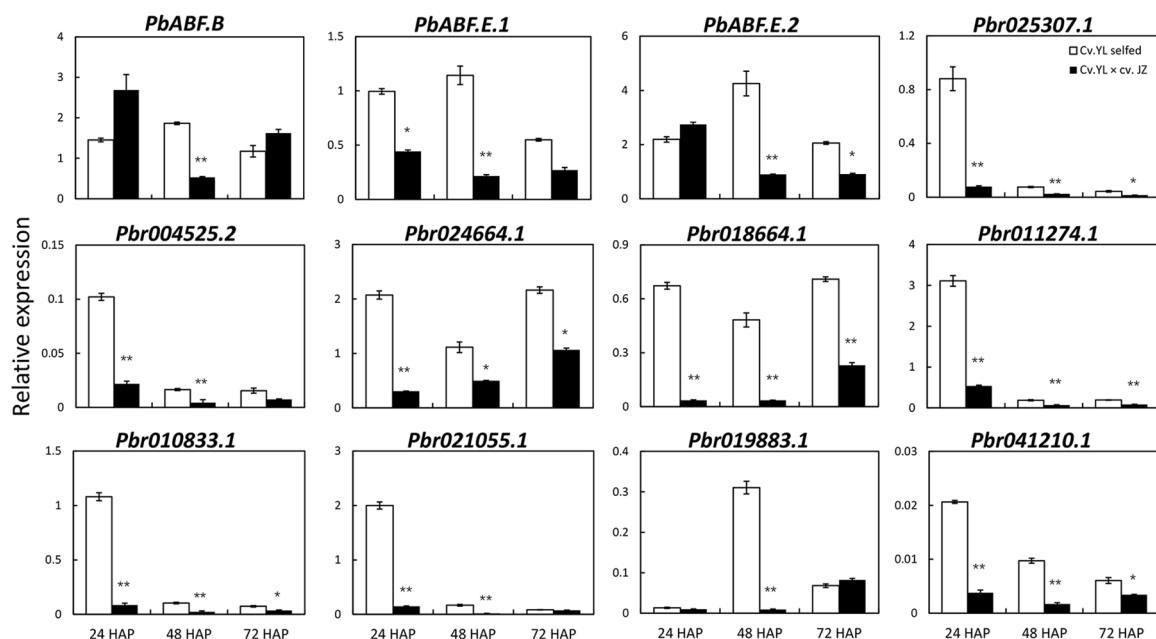 PbABF.B PbABF.E.1 PbABF.E.2 Pbr025307.1
4 1.5 6 1.2
Cv.YL selfed
Cv.YL × cv. JZ
3 1 4 0.8
2
* **
** 0.5 ** * 2 0.4
1 ** ** *
0 0 0 0
Pbr004525.2 Pbr024664.1 Pbr018664.1 Pbr011274.1
0.15 3 0.9 4
0.1 2 0.6 3
2
0.05 1 0.3 1
** ** ** * * ** ** ** ** ** **
0 0 0 0
Pbr010833.1 Pbr021055.1 Pbr019883.1 Pbr041210.1
1.5 3 0.4 0.03
0.3
1 2 0.02
0.2
0.5 1 0.01
0.1
** ** * ** ** ** ** ** *
0 0 0 0
24 HAP 48 HAP 72 HAP 24 HAP 48 HAP 72 HAP 24 HAP 48 HAP 72 HAP 24 HAP 48 HAP 72 HAP
Relative expression